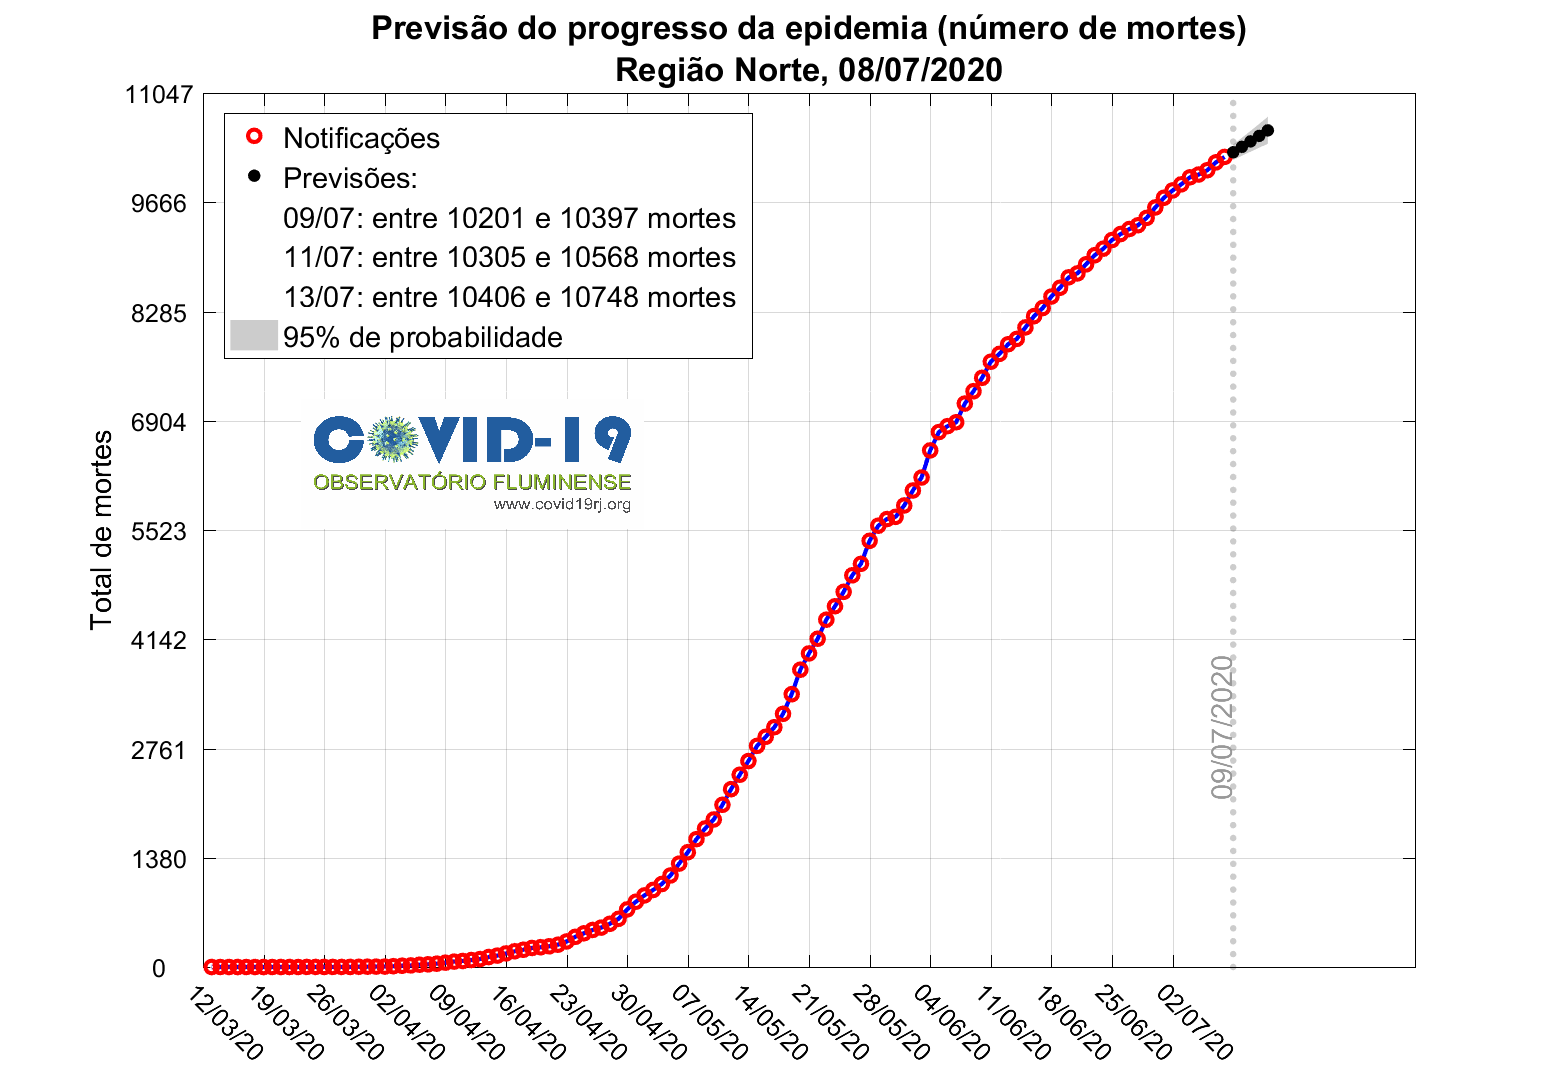 Previsão do progresso da epidemia (número de mortes)
Região Norte, 08/07/2020
11047
9666
8285
6904
5523
4142
2761
1380
0
Total de mortes
Notificações
Previsões:
09/07: entre 10201 e 10397 mortes
11/07: entre 10305 e 10568 mortes
13/07: entre 10406 e 10748 mortes
95% de probabilidade
COVID-19
OBSERVATÓRIO FLUMINENSE
www.covid19rj.org
09/07/2020
12/03/20
19/03/20
26/03/20
02/04/20
09/04/20
16/04/20
23/04/20
30/04/20
07/05/20
14/05/20
21/05/20
28/05/20
04/06/20
11/06/20
18/06/20
25/06/20
02/07/20